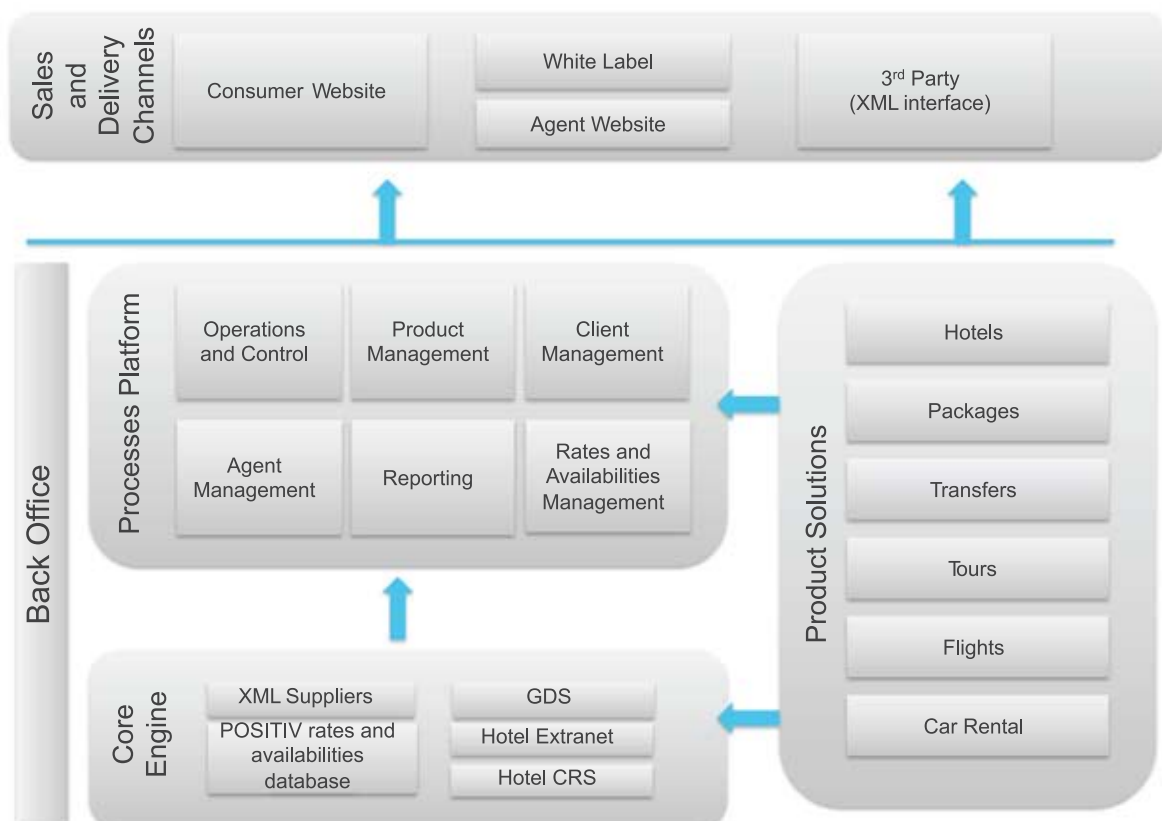 Sales
and
Delivery
Channels
Consumer Website
White Label
Agent Website
3rd Party
(XML interface)
Back Office
Processes Platform
Operations
and Control
Product
Management
Client
Management
Agent
Management
Reporting
Rates and
Availabilities
Management
Core
Engine
XML Suppliers
POSITIV rates and
availabilities
database
GDS
Hotel Extranet
Hotel CRS
Product Solutions
Hotels
Packages
Transfers
Tours
Flights
Car Rental